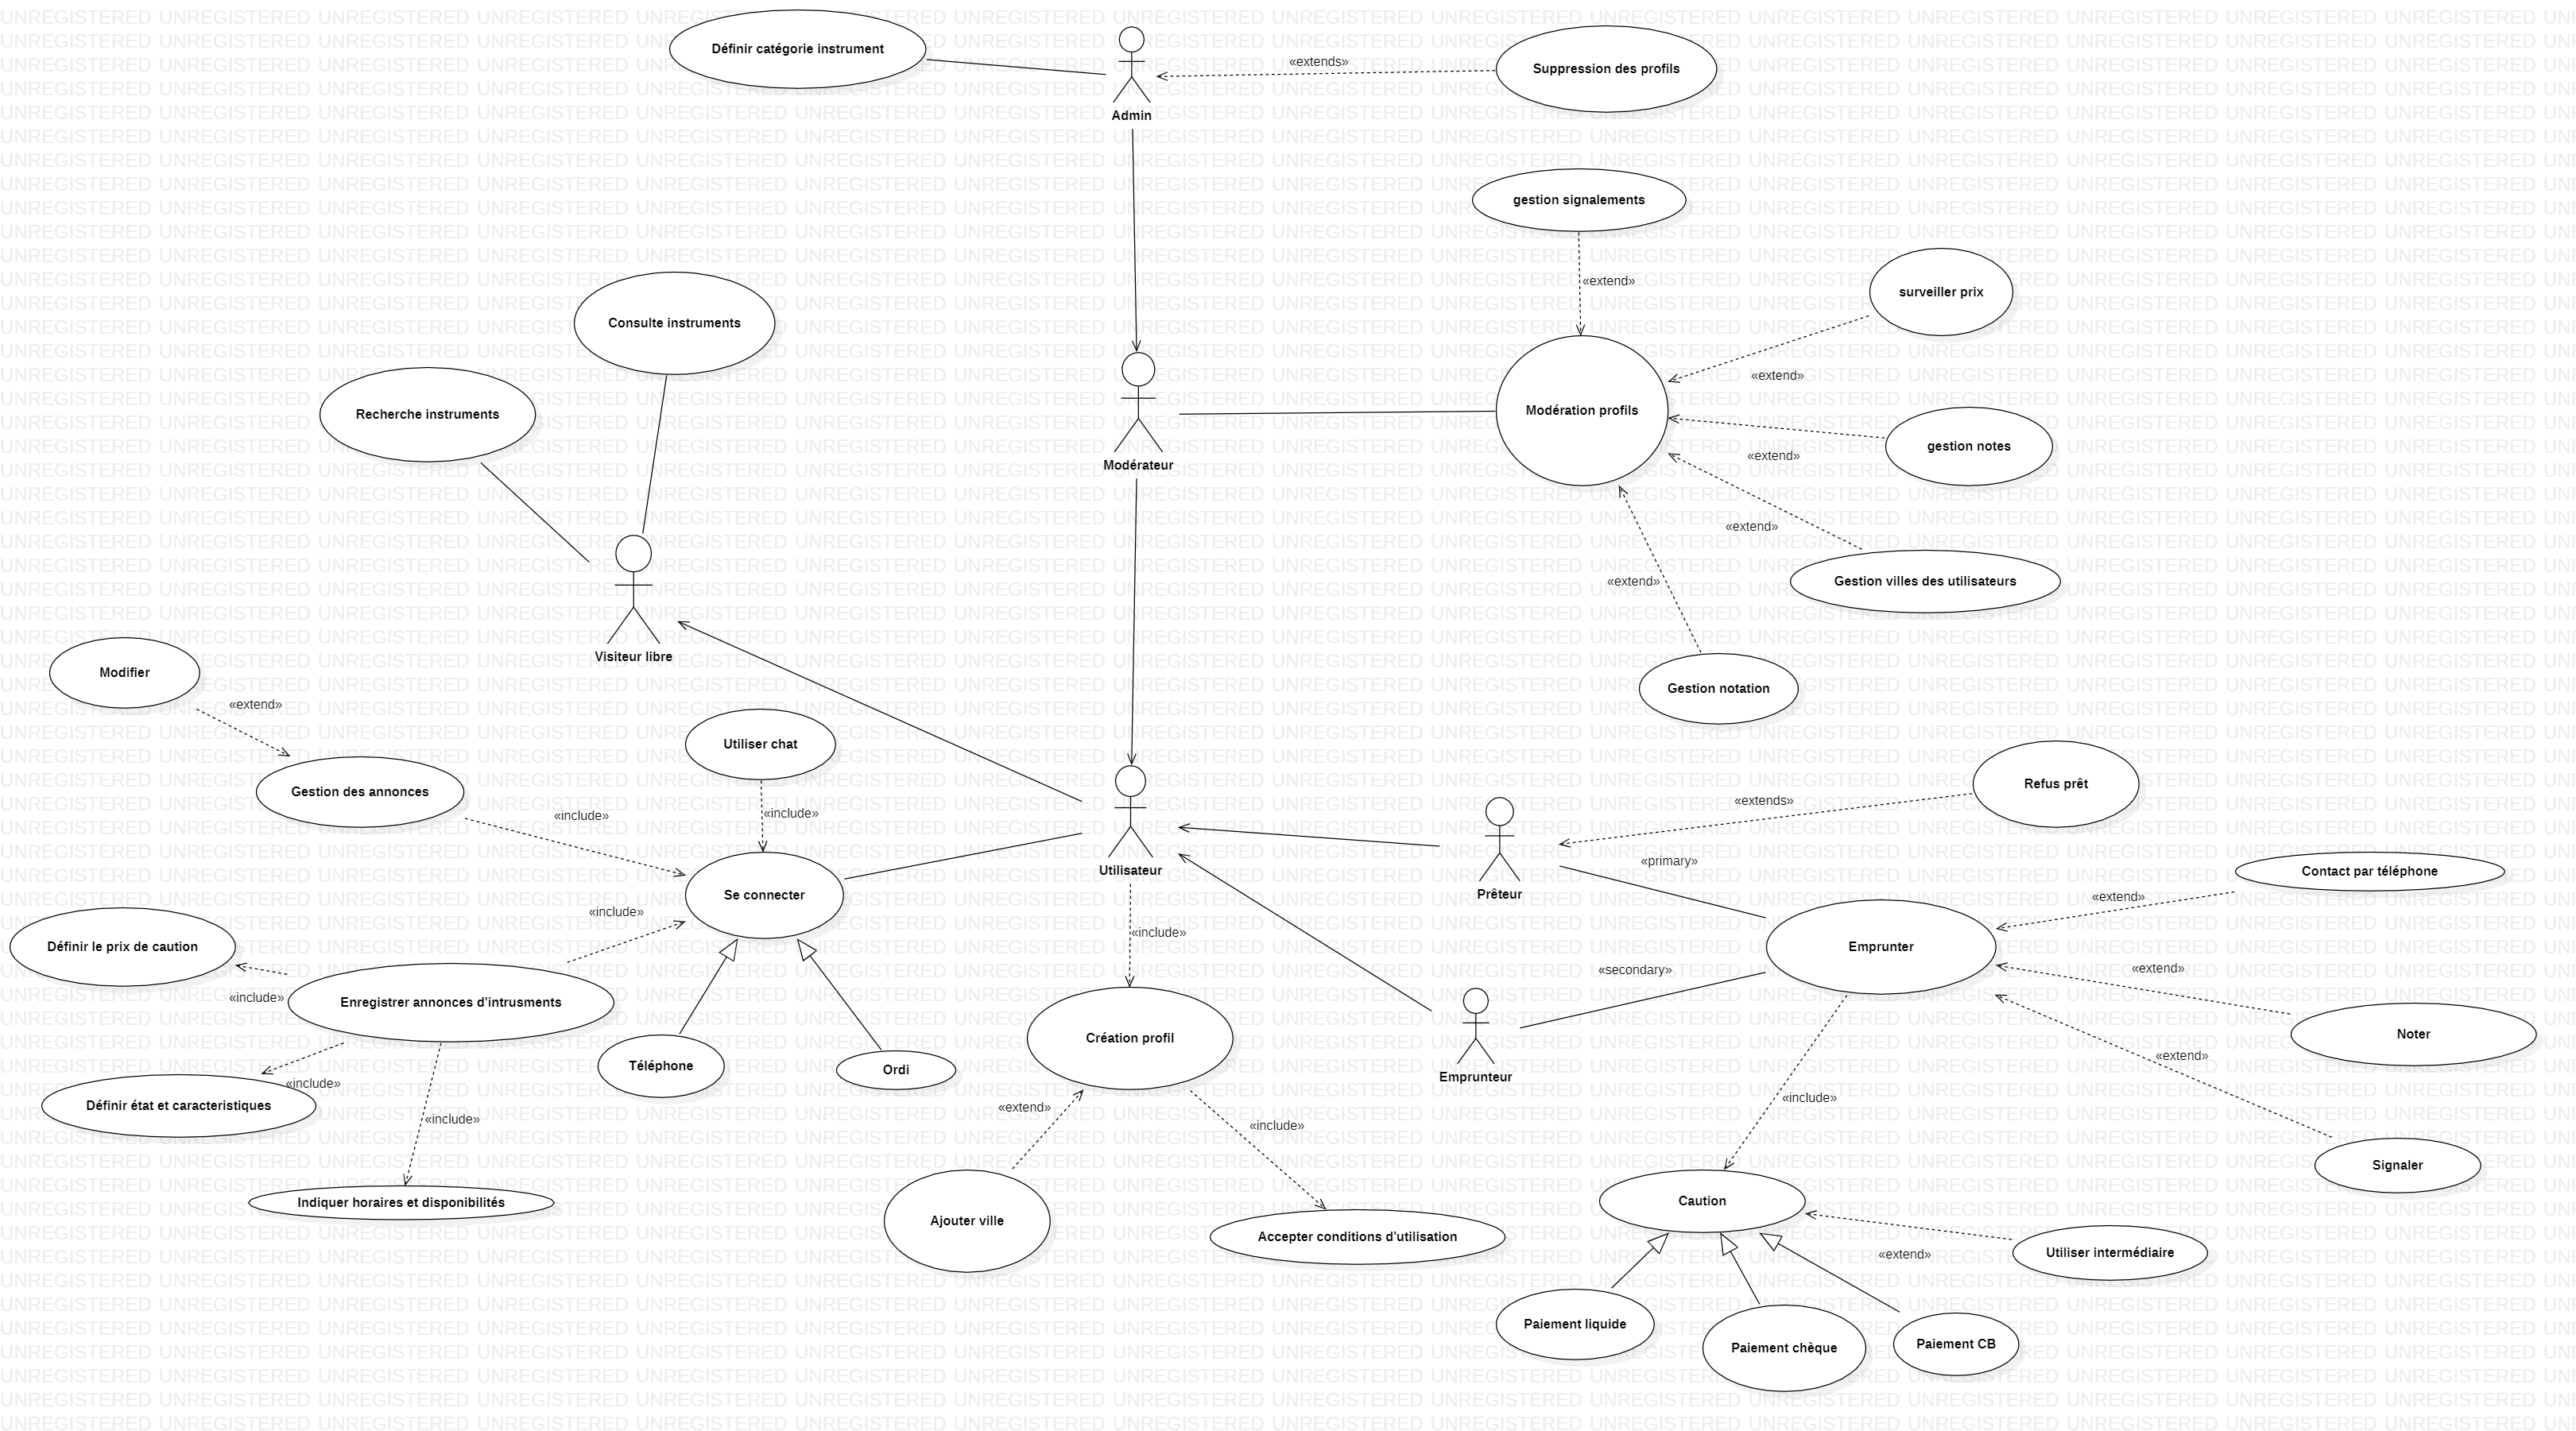 Définir catégorie instrument
Admin
«extends»
Suppression des profils
gestion signalements
«extend»
surveiller prix
«extend»
Consulte instruments
Recherche instruments
Modérateur
Modération profils
gestion notes
«extend»
«extend»
Gestion villes des utilisateurs
«extend»
Gestion notation
Visiteur libre
Modifier
«extend»
Gestion des annonces
«include»
Utiliser chat
«include»
Se connecter
Utilisateur
Prêteur
«extends»
Refus prêt
«primary»
Contact par téléphone
«extend»
Emprunter
«secondary»
«extend»
Noter
«extend»
Signaler
Emprunteur
«include»
Définir le prix de caution
«include»
Enregistrer annonces d'intrusments
«include»
Téléphone
Ordi
Création profil
«include»
Définir état et caracteristiques
«include»
«include»
Indiquer horaires et disponibilités
«extend»
Ajouter ville
«include»
Accepter conditions d'utilisation
Caution
«extend»
Utiliser intermédiaire
Paiement liquide
Paiement chèque
Paiement CB
UNREGISTERED